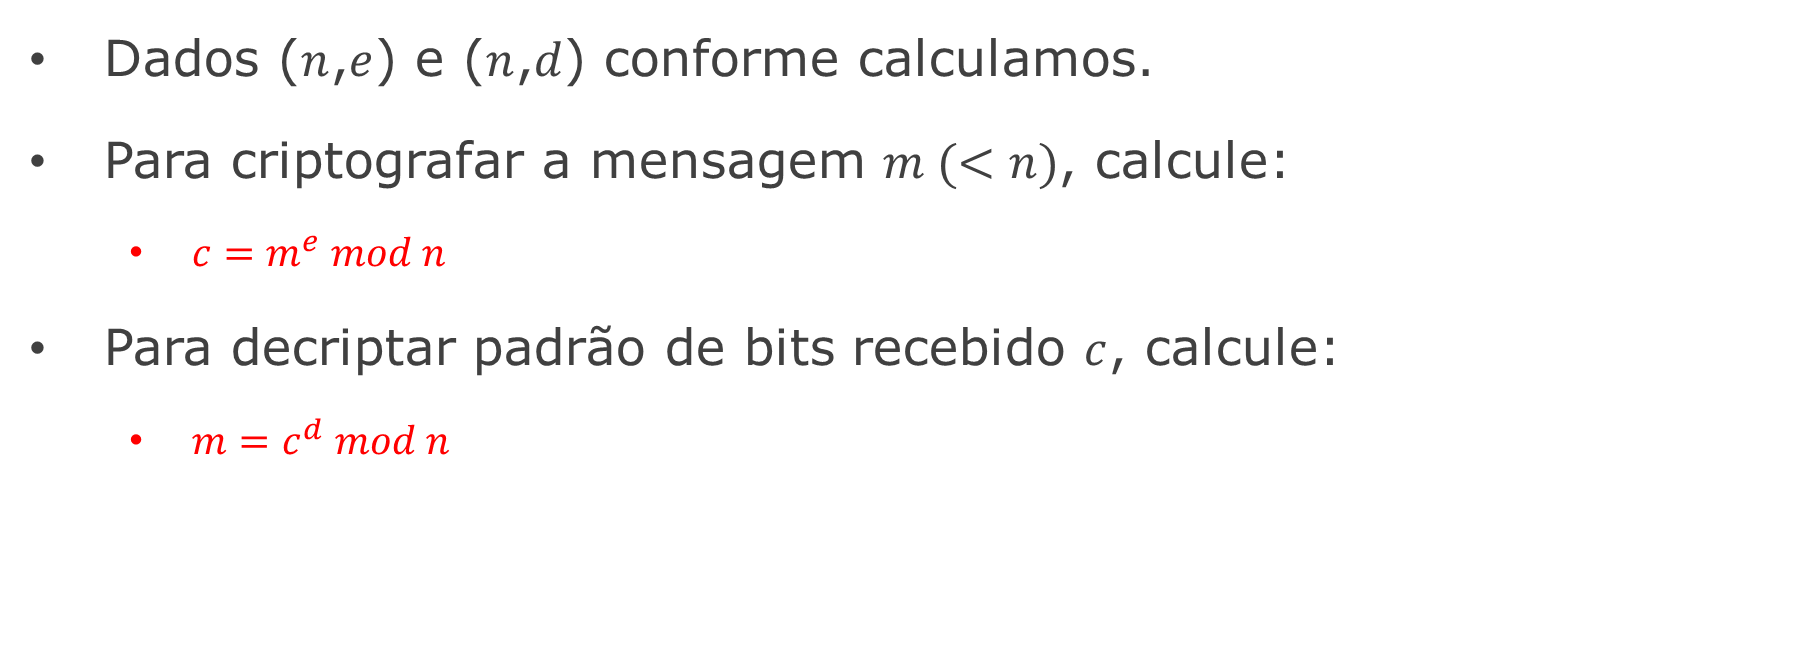 • Dados (n,e) e (n,d) conforme calculamos.
• Para criptografar a mensagem m (< n), calcule:
• c = m^e mod n
• Para decriptar padrão de bits recebido c, calcule:
• m = c^d mod n